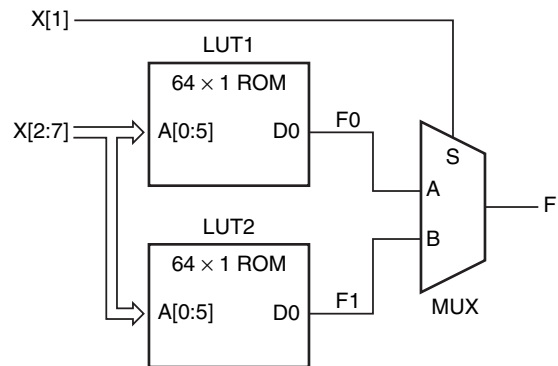 X[1]
LUT1
64 × 1 ROM
X[2:7]
A[0:5]
D0
F0
S
A
F
LUT2
B
64 × 1 ROM
A[0:5]
D0
F1
MUX